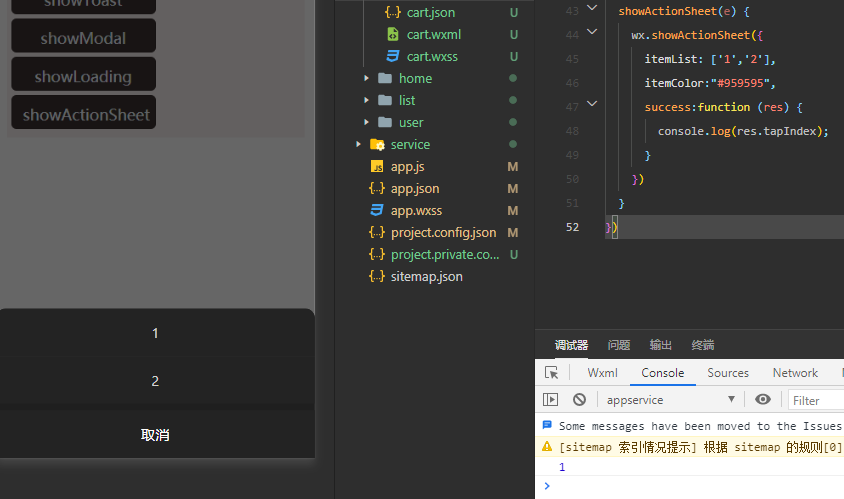 showToast
showModal
showLoading
showActionSheet
1
2
取消
cart.json U
cart.wxml U
cart.wxss U
home
list
user
service
app.js M
app.json M
app.wxss M
project.config.json M
project.private.co... U
sitemap.json
43 showActionSheet(e) {
44 wx.showActionSheet({
45 itemList: ['1','2'],
46 itemColor:"#959595",
47 success:function (res) {
48 console.log(res.tapIndex);
49 }
50 })
51 }
52 })
调试器 问题 输出 终端
Wxml Console Sources Network
appservice Filter
Some messages have been moved to the Issues
[sitemap 索引情况提示] 根据 sitemap 的规则[0]
1